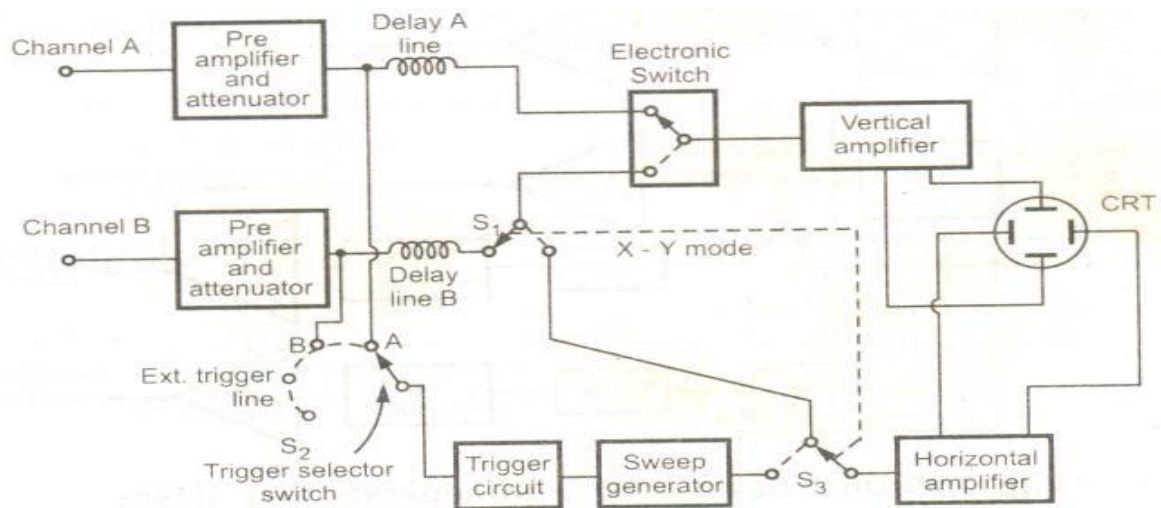 Channel A
Pre
amplifier
and
attenuator
Delay A
line
Electronic
Switch
Vertical
amplifier
CRT
Channel B
Pre
amplifier
and
attenuator
S1
Delay
line B
X - Y mode
B
A
Ext. trigger
line
S2
Trigger selector
switch
Trigger
circuit
Sweep
generator
S3
Horizontal
amplifier